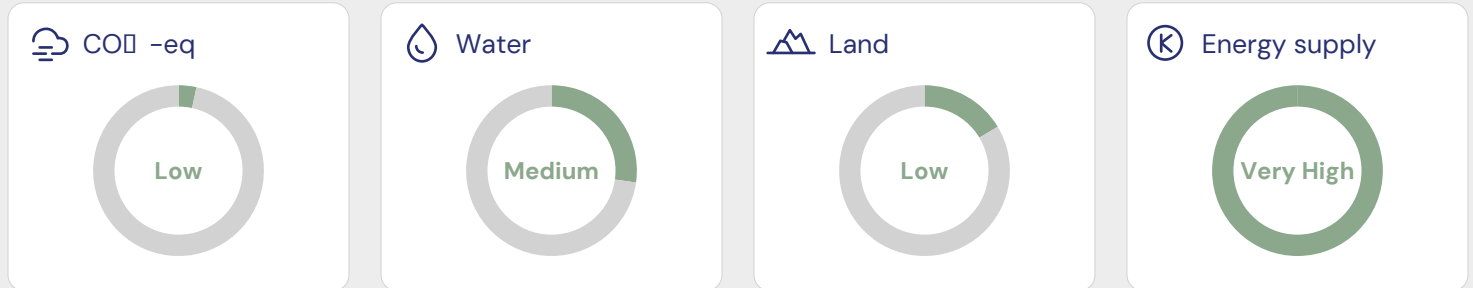 CO▯ -eq
Low
Water
Medium
Land
Low
Energy supply
Very High